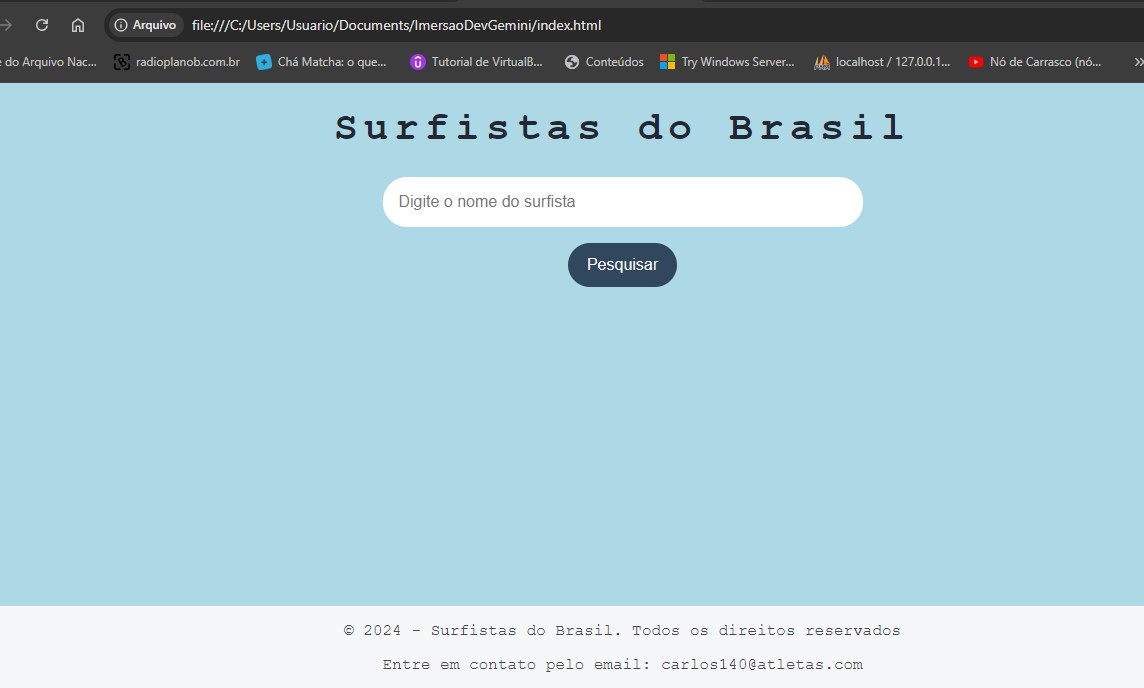 Arquivo file:///C:/Users/Usuario/Documents/ImersaoDevGemini/index.html
e do Arquivo Nac... radioplanob.com.br Chá Matcha: o que... Tutorial de VirtualB... Conteúdos Try Windows Server... localhost / 127.0.0.1... Nó de Carrasco (nó...
Surfistas do Brasil
Digite o nome do surfista
Pesquisar
© 2024 - Surfistas do Brasil. Todos os direitos reservados
Entre em contato pelo email: carlos140@atletas.com